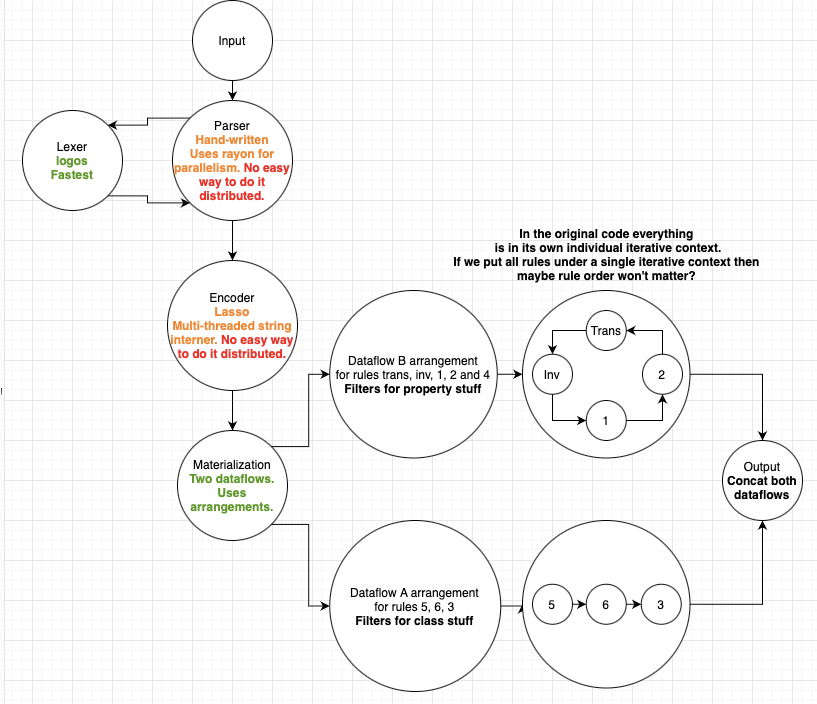 Input
Lexer
logos
Fastest
Parser
Hand-written
Uses rayon for
parallelism. No easy
way to do it
distributed.
Encoder
Lasso
Multi-threaded string
interner. No easy way
to do it distributed.
Materialization
Two dataflows.
Uses
arrangements.
In the original code everything
is in its own individual iterative context.
If we put all rules under a single iterative context then
maybe rule order won't matter?
Dataflow B arrangement
for rules trans, inv, 1, 2 and 4
Filters for property stuff
Trans
Inv
2
1
Output
Concat both
dataflows
Dataflow A arrangement
for rules 5, 6, 3
Filters for class stuff
5
6
3